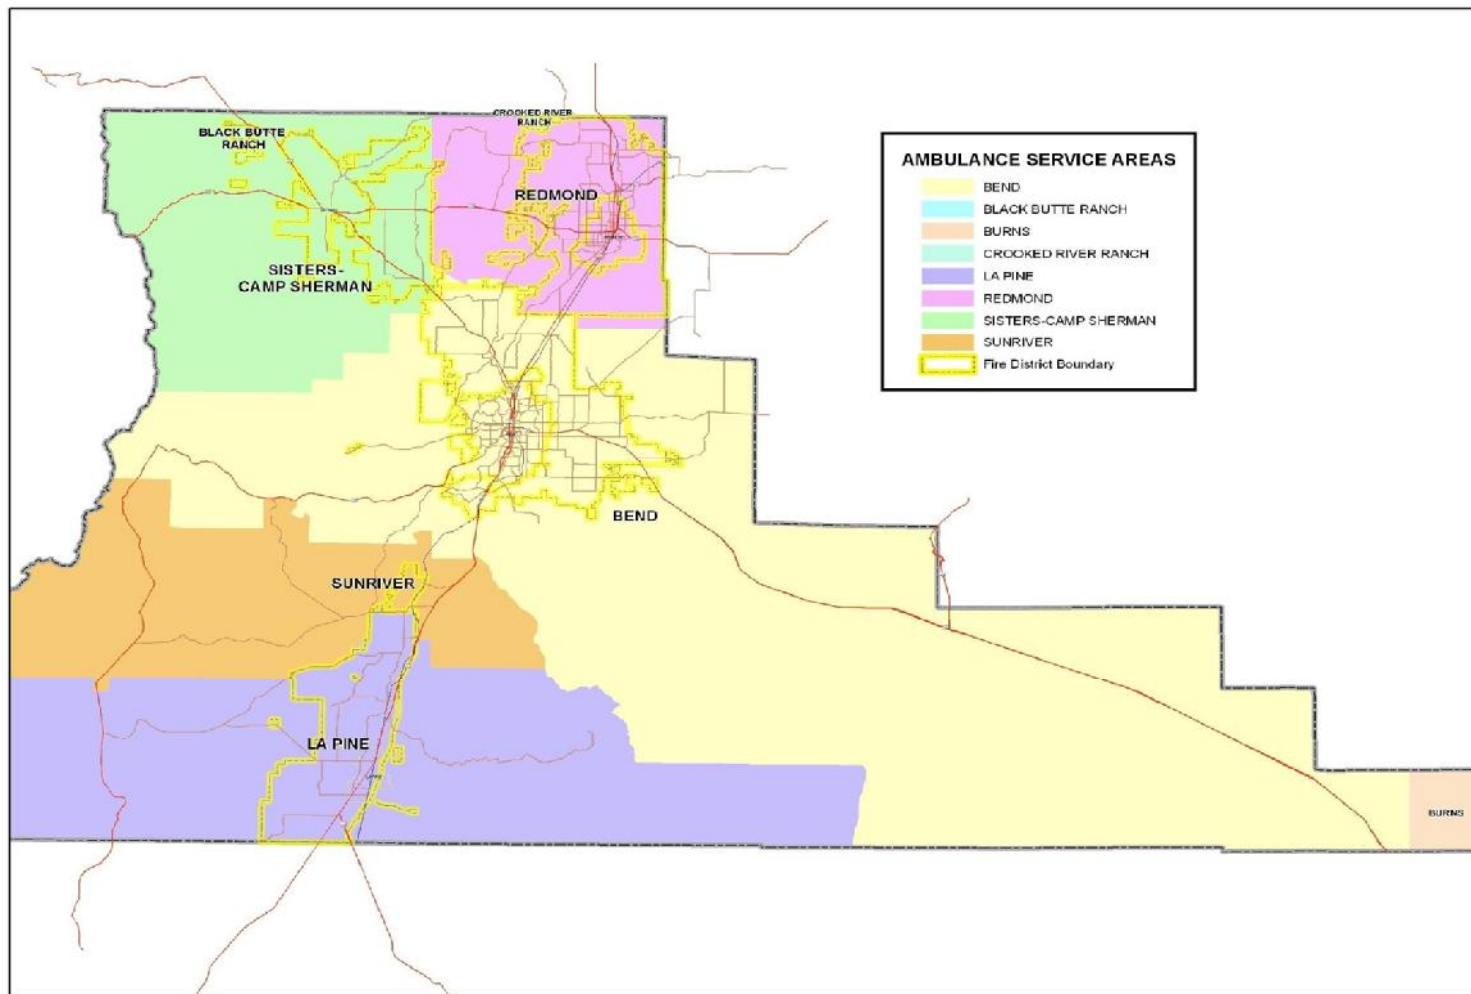 CROOKED RIVER
RANCH
BLACK BUTTE
RANCH
REDMOND
SISTERS-
CAMP SHERMAN
BEND
SUNRIVER
LA PINE
BURNS
AMBULANCE SERVICE AREAS
BEND
BLACK BUTTE RANCH
BURNS
CROOKED RIVER RANCH
LA PINE
REDMOND
SISTERS-CAMP SHERMAN
SUNRIVER
Fire District Boundary